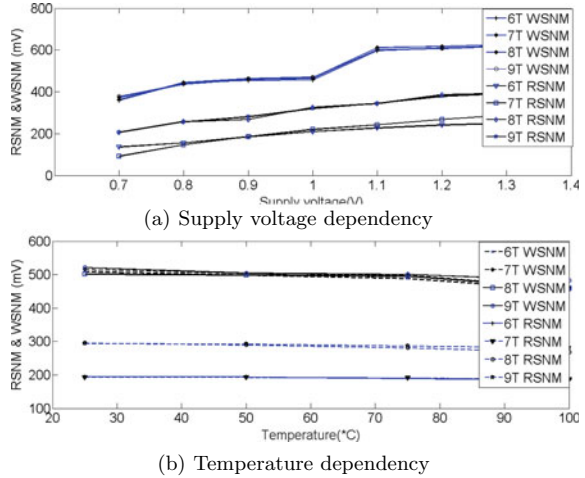 800
600
400
200
0
RSNM &WSNM (mV)
6T WSNM
7T WSNM
8T WSNM
9T WSNM
6T RSNM
7T RSNM
8T RSNM
9T RSNM
0.7 0.8 0.9 1 1.1 1.2 1.3 1.4
Supply voltage(V)
(a) Supply voltage dependency
600
500
400
300
200
100
RSNM & WSNM (mV)
6T WSNM
7T WSNM
8T WSNM
9T WSNM
6T RSNM
7T RSNM
8T RSNM
9T RSNM
20 30 40 50 60 70 80 90 100
Temperature(*C)
(b) Temperature dependency